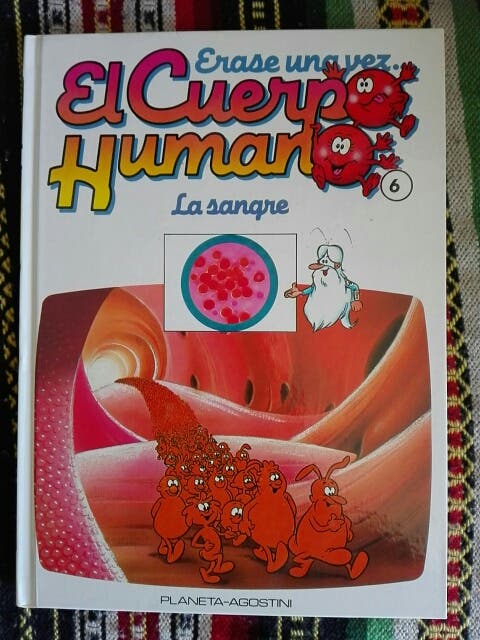 Erase una vez...
El Cuerpo
Humano
6
La sangre
PLANETA-AGOSTINI